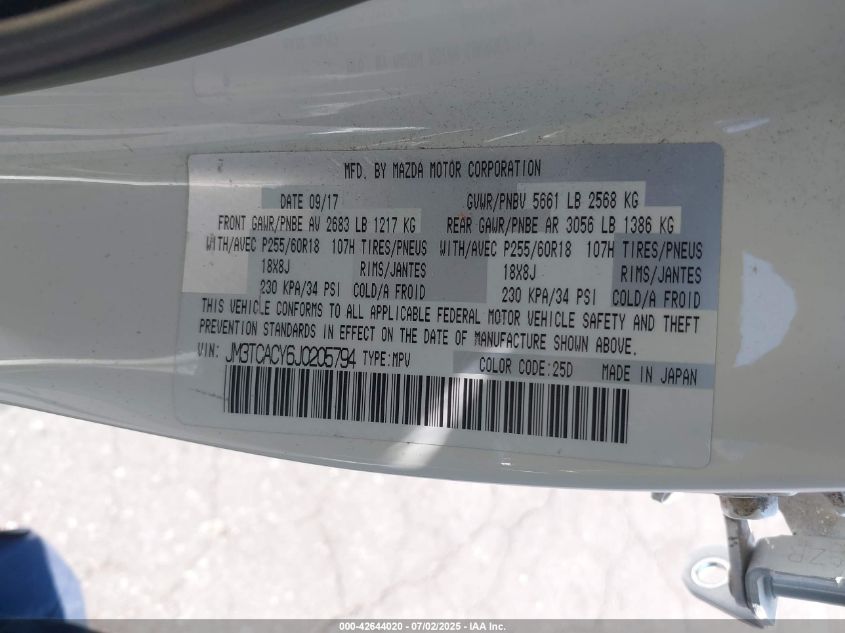 MFD. BY MAZDA MOTOR CORPORATION
DATE 09/17 GVWR/PNBV 5661 LB 2568 KG
FRONT GAWR/PNBE AV 2683 LB 1217 KG REAR GAWR/PNBE AR 3056 LB 1386 KG
WITH/AVEC P255/60R18 107H TIRES/PNEUS WITH/AVEC P255/60R18 107H TIRES/PNEUS
18X8J RIMS/JANTES 18X8J RIMS/JANTES
230 KPA/34 PSI COLD/A FROID 230 KPA/34 PSI COLD/A FROID
THIS VEHICLE CONFORMS TO ALL APPLICABLE FEDERAL MOTOR VEHICLE SAFETY AND THEFT
PREVENTION STANDARDS IN EFFECT ON THE DATE OF MANUFACTURE SHOWN ABOVE.
VIN: JM3TCACY6J0205794 TYPE:MPV COLOR CODE:25D MADE IN JAPAN
000-42644020 - 07/02/2025 - IAA Inc.